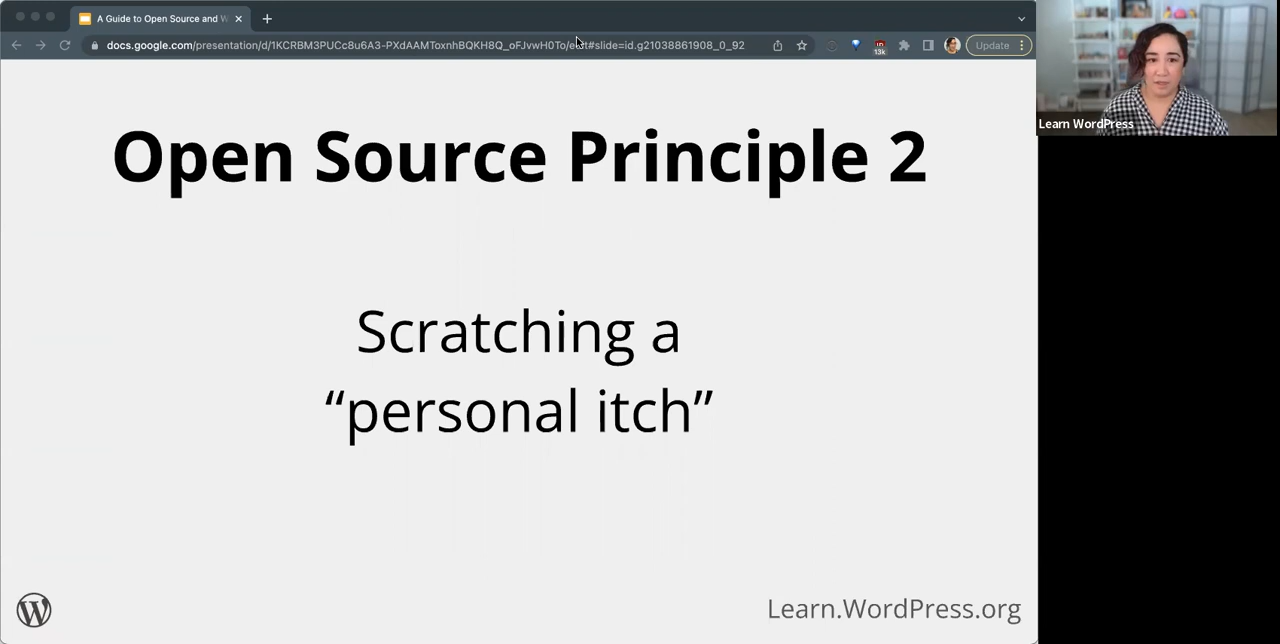 A Guide to Open Source and W
docs.google.com/presentation/d/1KCRBM3PUCc8u6A3-PXdAAMToxnhBQKH8Q_oFJvwH0To/edit#slide=id.g21038861908_0_92
13k
Update
Learn WordPress
Open Source Principle 2
Scratching a
“personal itch”
Learn.WordPress.org